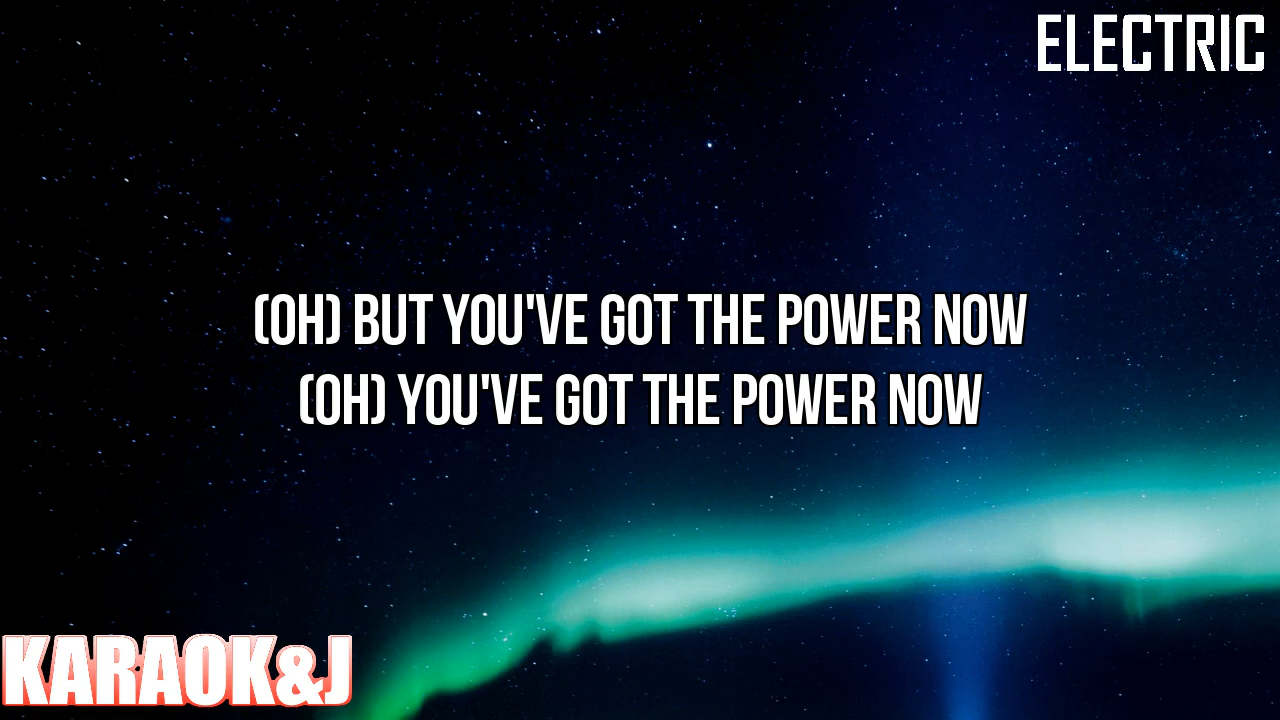 ELECTRIC
(OH) BUT YOU'VE GOT THE POWER NOW
(OH) YOU'VE GOT THE POWER NOW
KARAOK&J